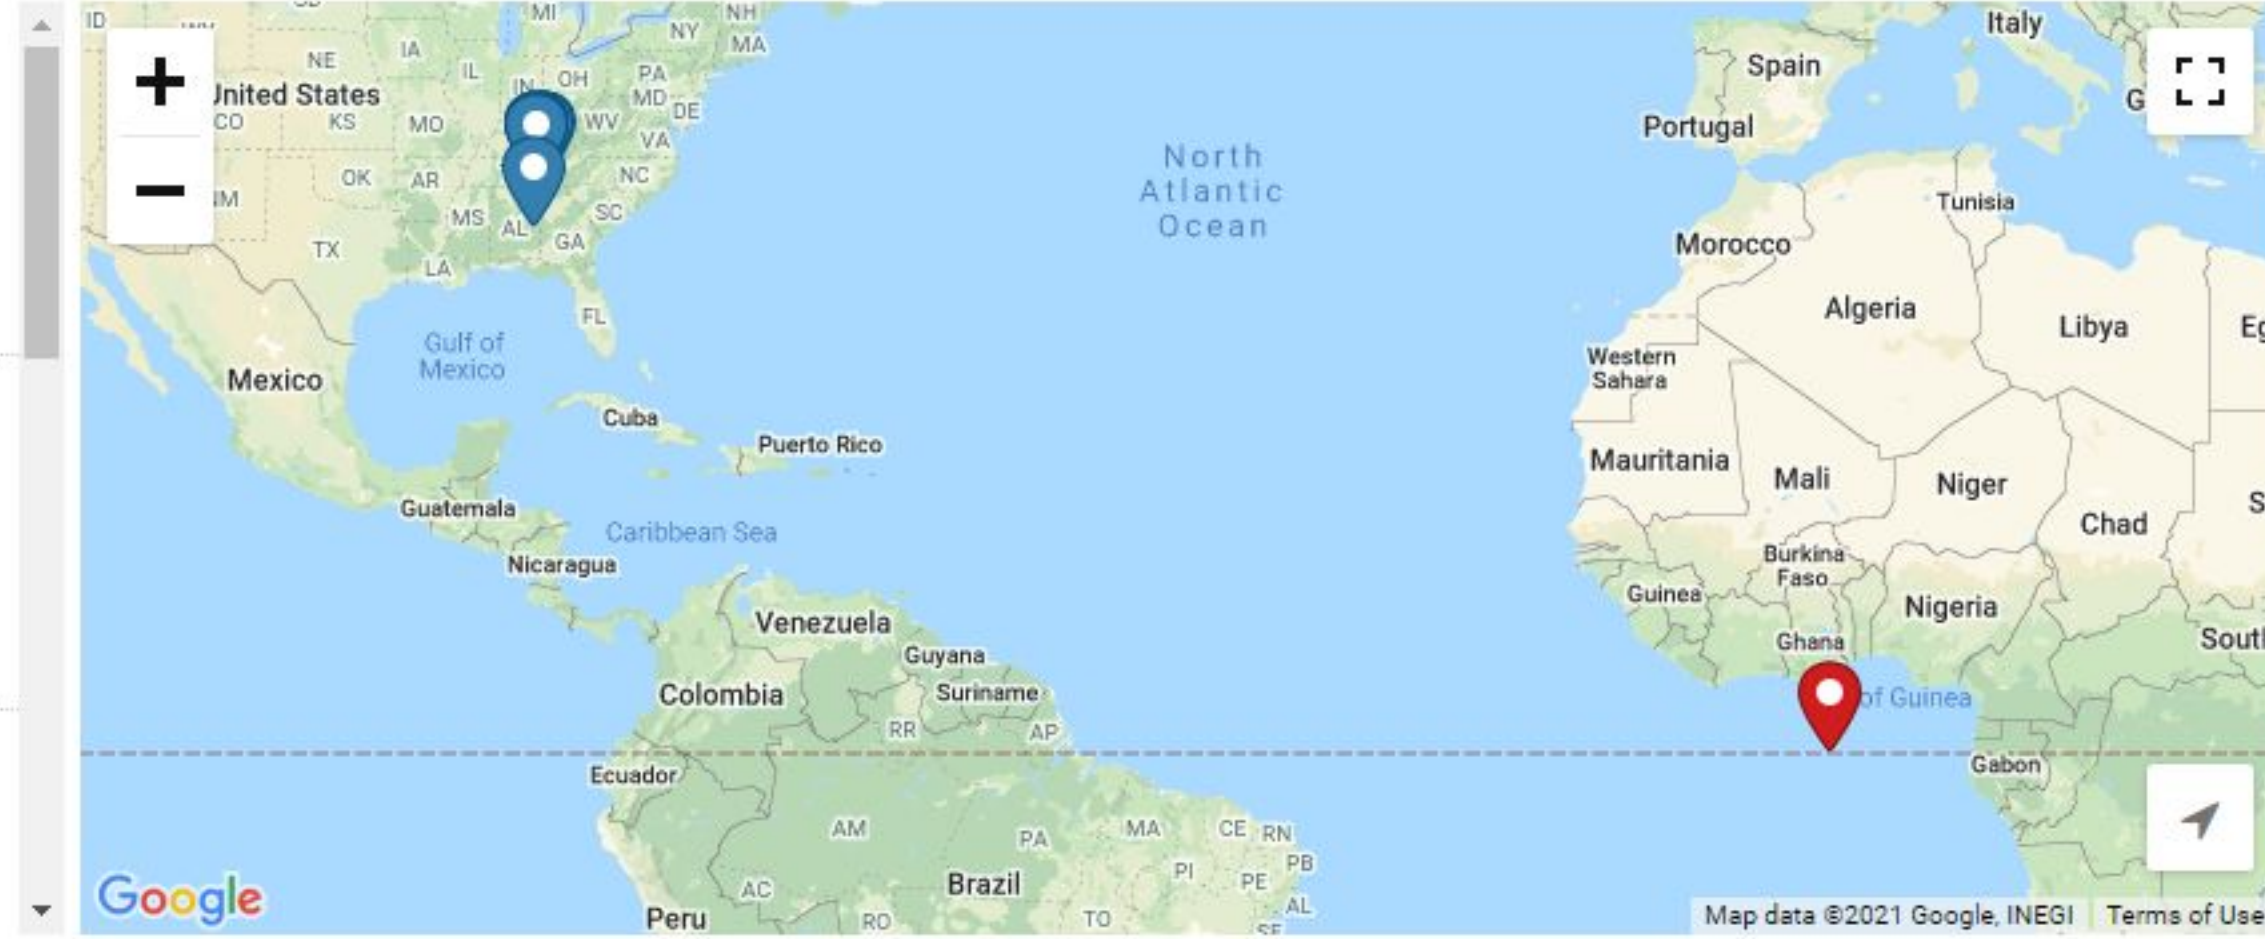 ID
MI
NH
NY
MA
Italy
NE
IA
IL
IN
OH
PA
MD
DE
United States
CO
KS
MO
WV
VA
Spain
Portugal
North
Atlantic
Ocean
OK
AR
NC
NM
MS
AL
SC
GA
TX
LA
FL
Tunisia
Morocco
Algeria
Libya
Gulf of
Mexico
Mexico
Western
Sahara
Cuba
Puerto Rico
Mauritania
Mali
Niger
Chad
Guatemala
Caribbean Sea
Nicaragua
Burkina
Faso
Guinea
Nigeria
Venezuela
Ghana
Guyana
Colombia
Suriname
of Guinea
RR
AP
Ecuador
Gabon
AM
PA
MA
CE
RN
PB
PI
PE
AC
Brazil
AL
Google
Peru
RO
TO
SE
Map data ©2021 Google, INEGI
Terms of Use